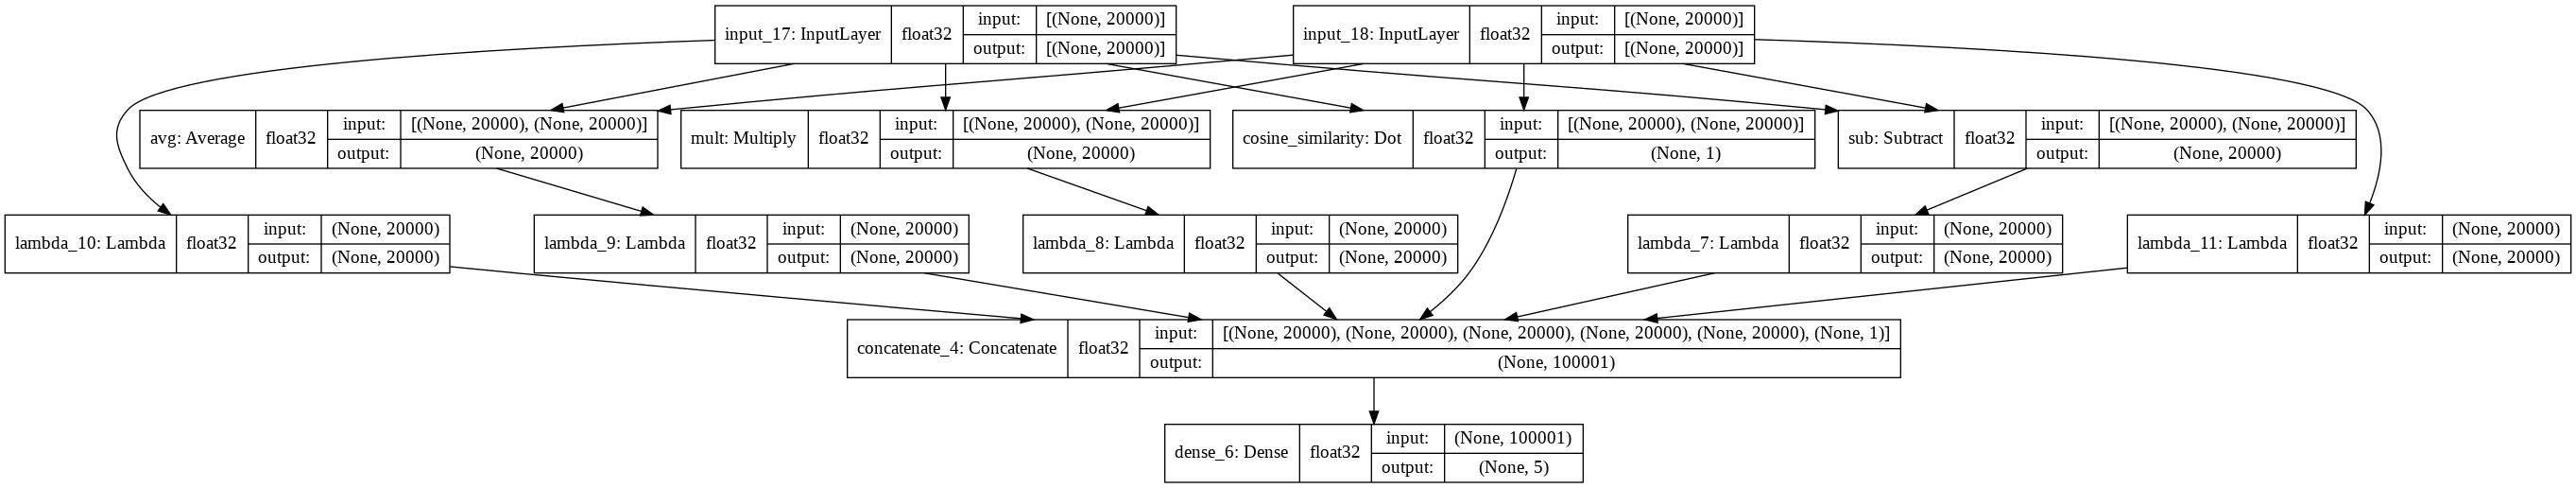 input_17: InputLayer float32 input: [(None, 20000)]
output: [(None, 20000)]
input_18: InputLayer float32 input: [(None, 20000)]
output: [(None, 20000)]
avg: Average float32 input: [(None, 20000), (None, 20000)]
output: (None, 20000)
mult: Multiply float32 input: [(None, 20000), (None, 20000)]
output: (None, 20000)
cosine_similarity: Dot float32 input: [(None, 20000), (None, 20000)]
output: (None, 1)
sub: Subtract float32 input: [(None, 20000), (None, 20000)]
output: (None, 20000)
lambda_10: Lambda float32 input: (None, 20000)
output: (None, 20000)
lambda_9: Lambda float32 input: (None, 20000)
output: (None, 20000)
lambda_8: Lambda float32 input: (None, 20000)
output: (None, 20000)
lambda_7: Lambda float32 input: (None, 20000)
output: (None, 20000)
lambda_11: Lambda float32 input: (None, 20000)
output: (None, 20000)
concatenate_4: Concatenate float32 input: [(None, 20000), (None, 20000), (None, 20000), (None, 20000), (None, 20000), (None, 1)]
output: (None, 100001)
dense_6: Dense float32 input: (None, 100001)
output: (None, 5)